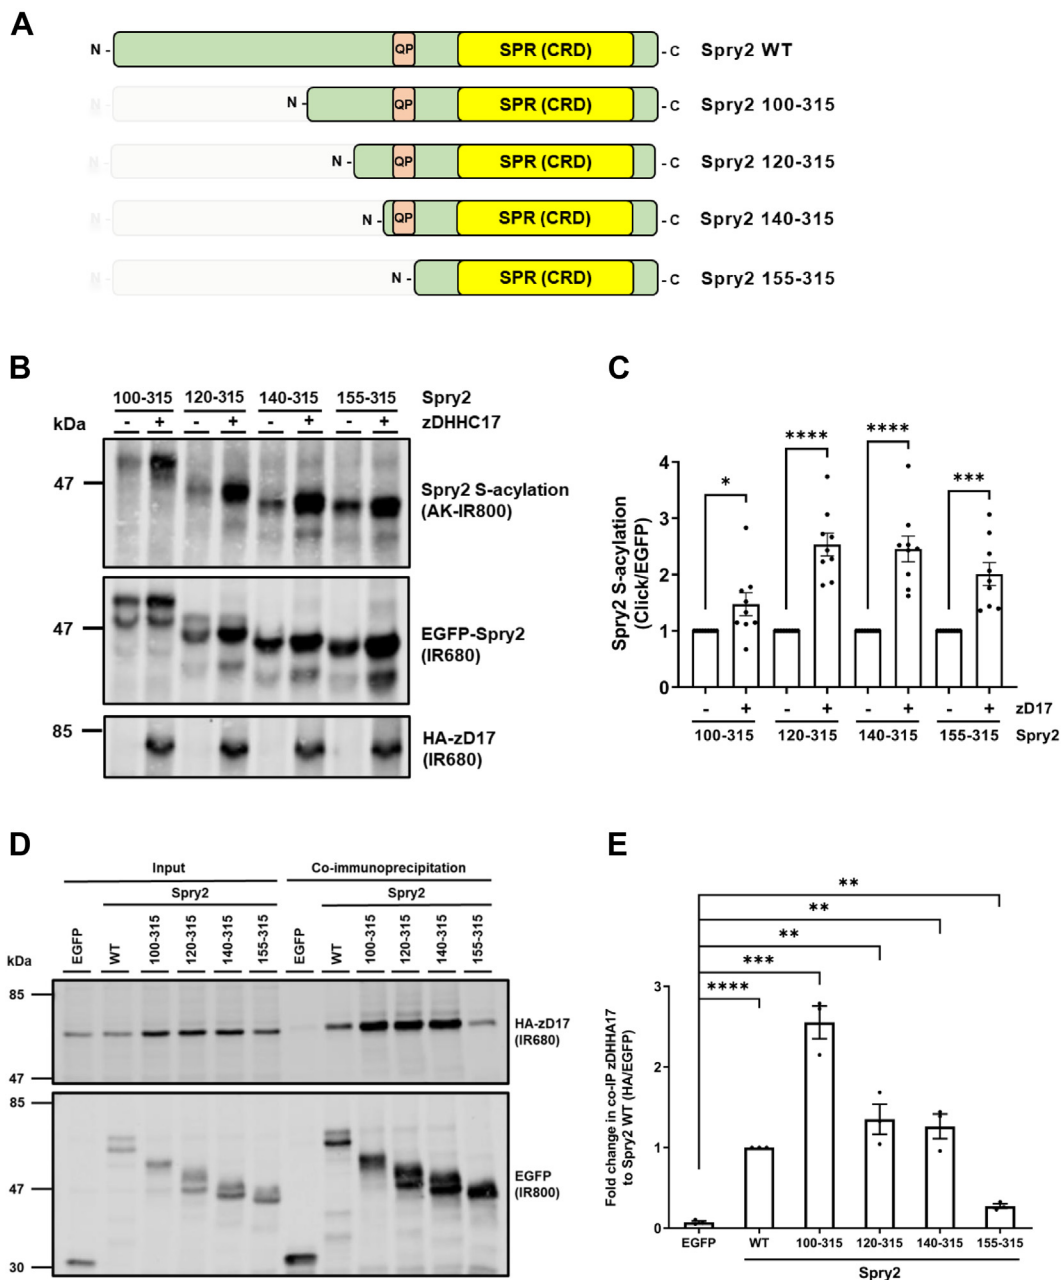 A
N - QP SPR (CRD) - C Spry2 WT
N - N - QP SPR (CRD) - C Spry2 100-315
N - N - QP SPR (CRD) - C Spry2 120-315
N - N - QP SPR (CRD) - C Spry2 140-315
N - N - SPR (CRD) - C Spry2 155-315
B
100-315 120-315 140-315 155-315 Spry2
kDa - + - + - + - + zDHHC17
47
Spry2 S-acylation
(AK-IR800)
47
EGFP-Spry2
(IR680)
85
HA-zD17
(IR680)
C
Spry2 S-acylation
(Click/EGFP)
4
3
2
1
0
* **** **** ***
- + - + - + - + zD17
100-315 120-315 140-315 155-315 Spry2
D
Input Co-immunoprecipitation
Spry2 Spry2
kDa EGFP WT 100-315 120-315 140-315 155-315 EGFP WT 100-315 120-315 140-315 155-315
85
HA-zD17
(IR680)
47
85
47
EGFP
(IR800)
30
E
Fold change in co-IP zDHHA17
to Spry2 WT (HA/EGFP)
3
2
1
0
**
**
**
***
****
EGFP WT 100-315 120-315 140-315 155-315
Spry2